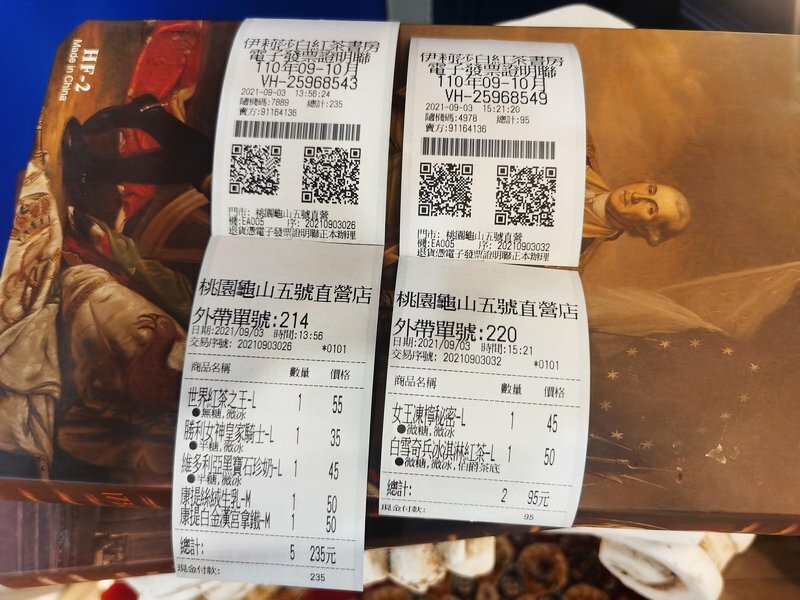 HF-2
Made in China
伊莉莎白紅茶書房
電子發票證明聯
110年09-10月
VH-25968543
2021-09-03 13:56:24
隨機碼:7889 總計:235
賣方:91164136
門市: 桃園龜山五號直營
機:EA005 序: 20210903026
退貨憑電子發票證明聯正本辦理
桃園龜山五號直營店
外帶單號:214
日期:2021/09/03 時間:13:56
交易序號: 20210903026 *0101
商品名稱 數量 價格
世界紅茶之王-L 1 55
●無糖,微冰
勝利女神皇家騎士-L 1 35
●半糖,微冰
維多利亞黑寶石珍奶-L 1 45
●半糖,微冰
康提絲絨牛乳-M 1 50
康提白金漢宮拿鐵-M 1 50
總計: 5 235元
現金付款: 235
伊莉莎白紅茶書房
電子發票證明聯
110年09-10月
VH-25968549
2021-09-03 15:21:20
隨機碼:4978 總計:95
賣方:91164136
門市: 桃園龜山五號直營
機:EA005 序: 20210903032
退貨憑電子發票證明聯正本辦理
桃園龜山五號直營店
外帶單號:220
日期:2021/09/03 時間:15:21
交易序號: 20210903032 *0101
商品名稱 數量 價格
女王凍檸秘密-L 1 45
●微糖,微冰
白雪奇兵冰淇淋紅茶-L 1 50
●微糖,微冰,伯爵茶底
總計: 2 95元
現金付款: 95